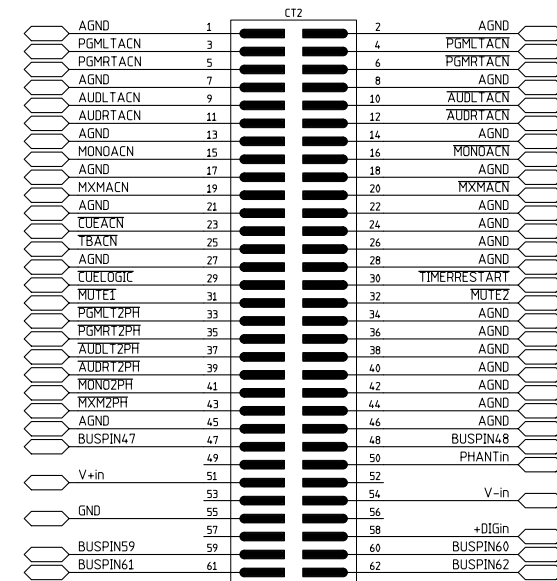 CT2
AGND 1 2 AGND
PGMLTACN 3 4 PGMLTACN
PGMRTACN 5 6 PGMRTACN
AGND 7 8 AGND
AUDLTACN 9 10 AUDLTACN
AUDRTACN 11 12 AUDRTACN
AGND 13 14 AGND
MONOACN 15 16 MONOACN
AGND 17 18 AGND
MXMACN 19 20 MXMACN
AGND 21 22 AGND
CUEACN 23 24 AGND
TBACN 25 26 AGND
AGND 27 28 AGND
CUELOGIC 29 30 TIMERRESTART
MUTE1 31 32 MUTE2
PGMLT2PH 33 34 AGND
PGMRT2PH 35 36 AGND
AUDLT2PH 37 38 AGND
AUDRT2PH 39 40 AGND
MONO2PH 41 42 AGND
MXM2PH 43 44 AGND
AGND 45 46 AGND
BUSPIN47 47 48 BUSPIN48
49 50 PHANTin
V+in 51 52
53 54 V-in
GND 55 56
57 58 +DIGin
BUSPIN59 59 60 BUSPIN60
BUSPIN61 61 62 BUSPIN62